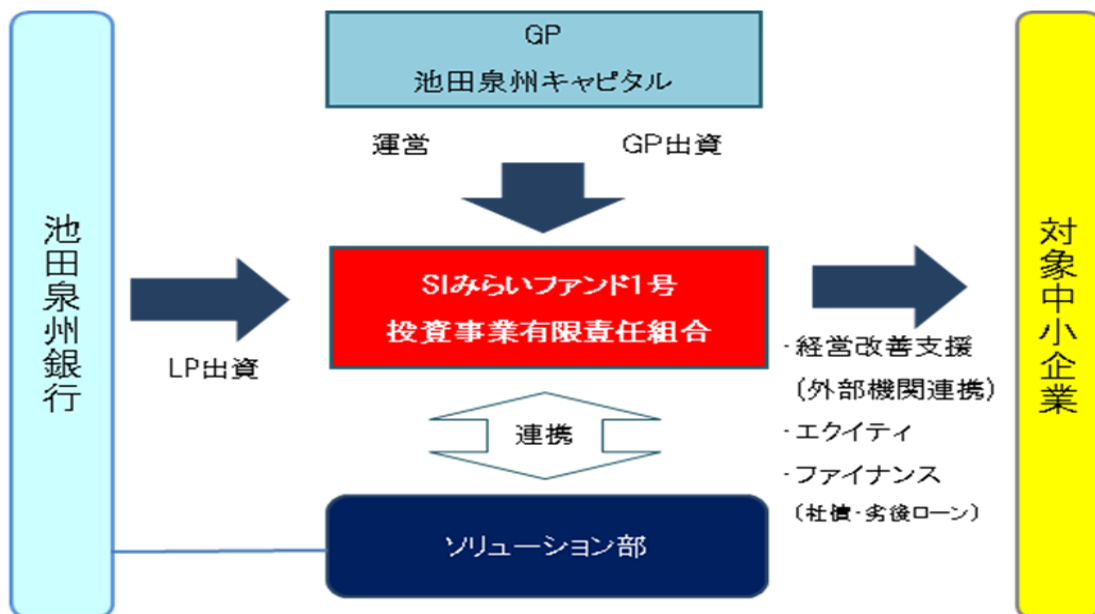 池田泉州銀行
GP
池田泉州キャピタル
運営
GP出資
LP出資
SIみらいファンド1号
投資事業有限責任組合
連携
ソリューション部
・経営改善支援
(外部機関連携)
・エクイティ
・ファイナンス
(社債・劣後ローン)
対象中小企業